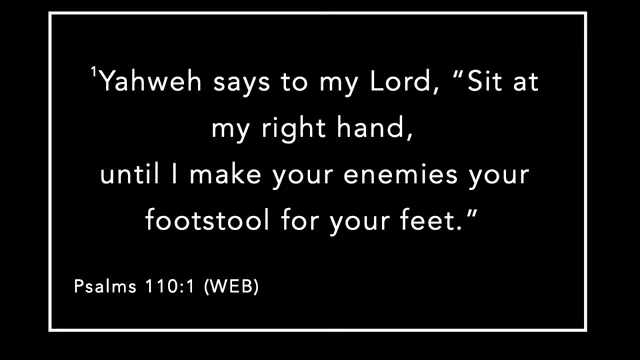 ¹Yahweh says to my Lord, “Sit at
my right hand,
until I make your enemies your
footstool for your feet.”
Psalms 110:1 (WEB)